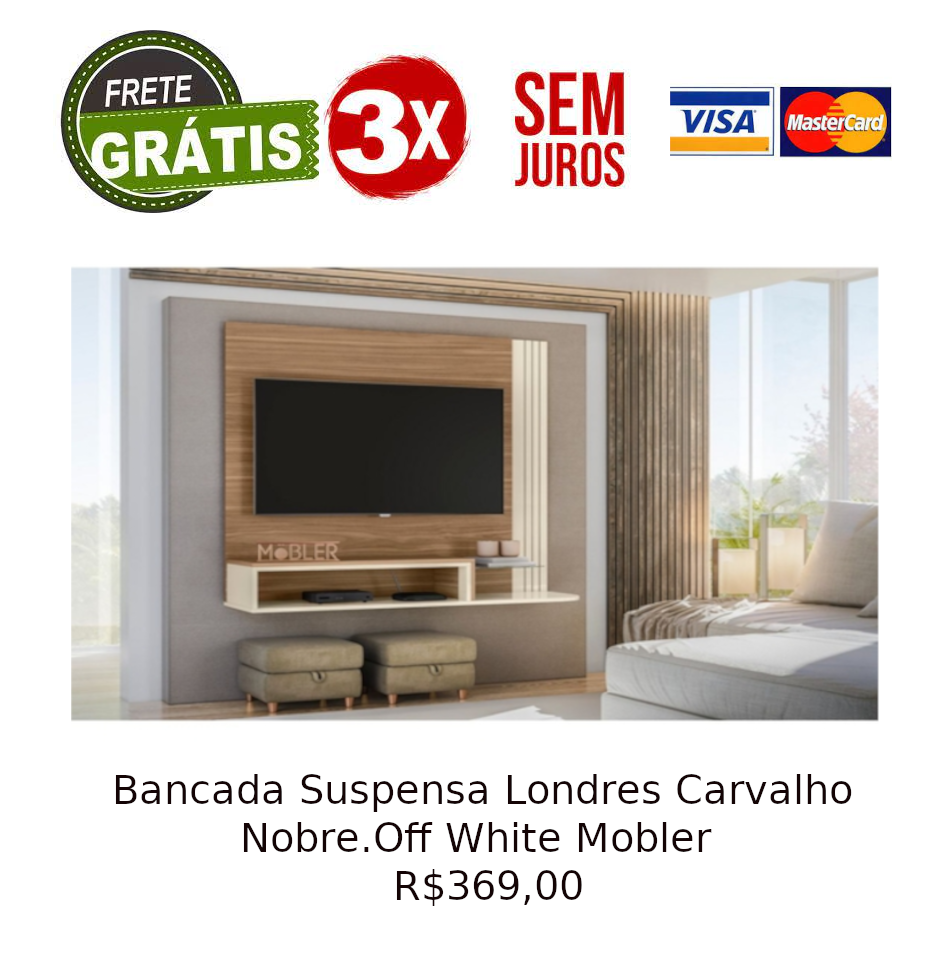 FRETE
GRÁTIS
3X
SEM
JUROS
VISA
MasterCard
MOBLER
Bancada Suspensa Londres Carvalho
Nobre.Off White Mobler
R$369,00